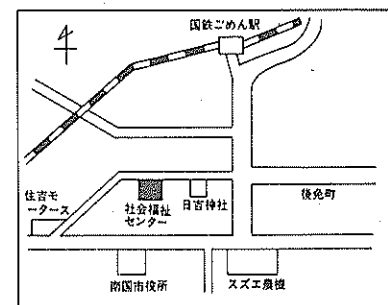 国鉄ごめん駅
住吉モ
ータース
社会福祉
センター
日吉神社
後免町
南国市役所
スズエ農機